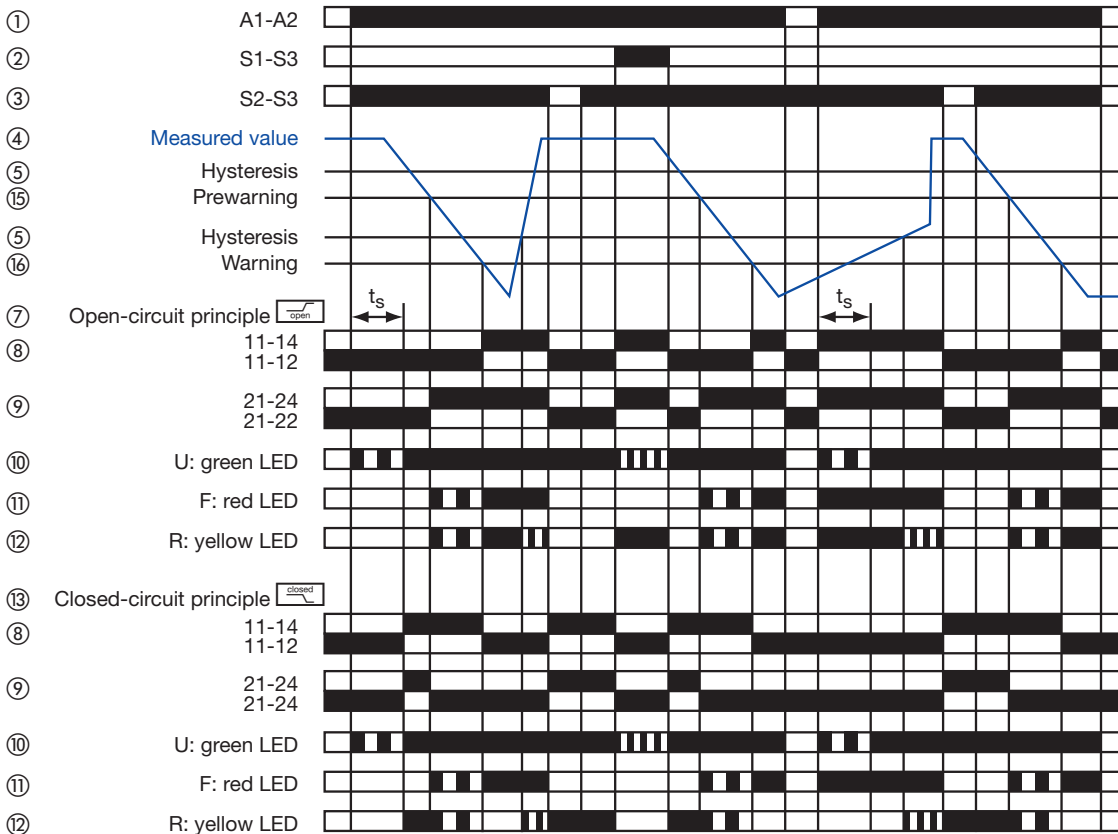 ① A1-A2
② S1-S3
③ S2-S3
④ Measured value
⑤ Hysteresis
⑮ Prewarning
⑤ Hysteresis
⑯ Warning
ts ts
⑦ Open-circuit principle open
⑧ 11-14
11-12
⑨ 21-24
21-22
⑩ U: green LED
⑪ F: red LED
⑫ R: yellow LED
⑬ Closed-circuit principle closed
⑧ 11-14
11-12
⑨ 21-24
21-24
⑩ U: green LED
⑪ F: red LED
⑫ R: yellow LED